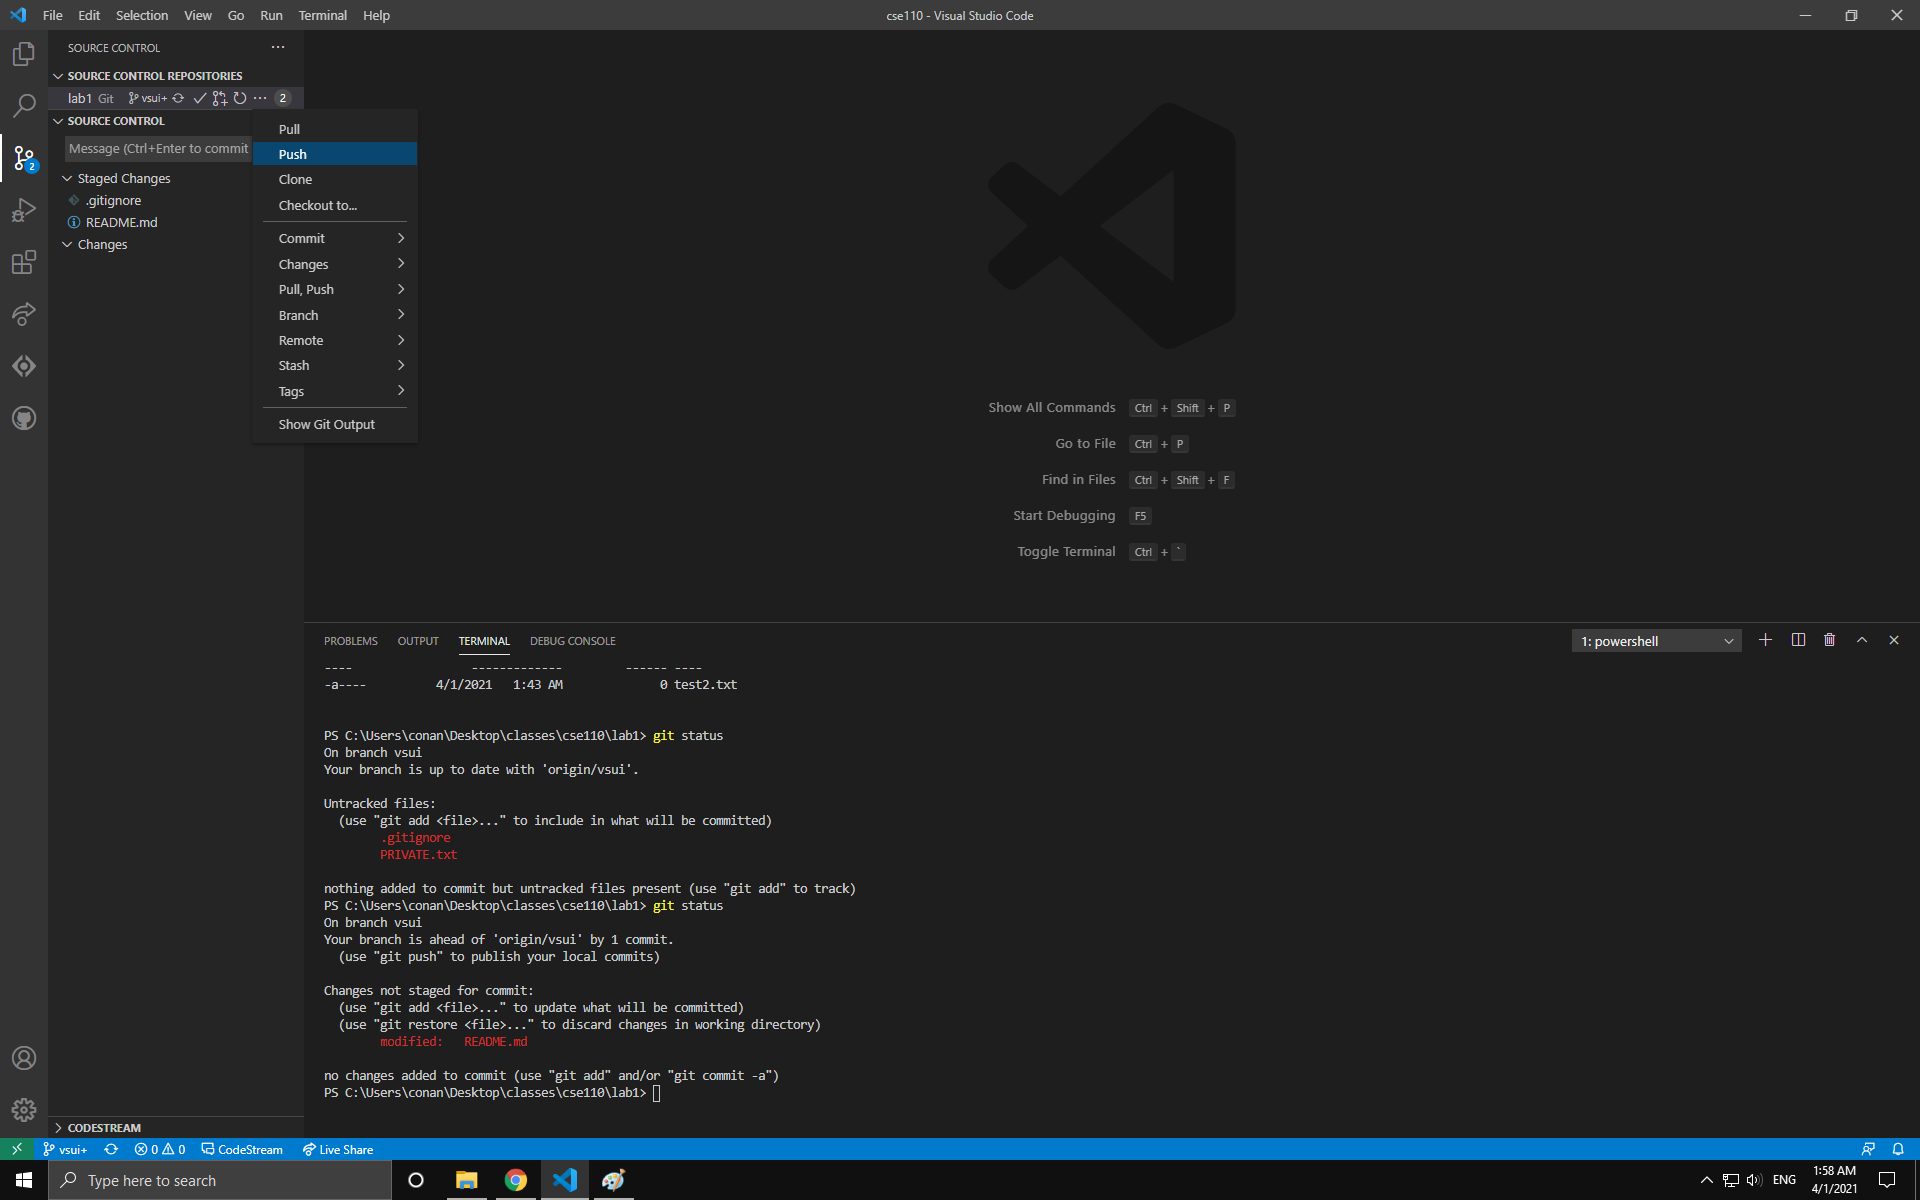 File Edit Selection View Go Run Terminal Help
cse110 - Visual Studio Code
SOURCE CONTROL
SOURCE CONTROL REPOSITORIES
lab1 Git vsui+ 2
SOURCE CONTROL
Message (Ctrl+Enter to commit
Staged Changes
.gitignore
README.md
Changes
2
Pull
Push
Clone
Checkout to...
Commit
Changes
Pull, Push
Branch
Remote
Stash
Tags
Show Git Output
Show All Commands Ctrl + Shift + P
Go to File Ctrl + P
Find in Files Ctrl + Shift + F
Start Debugging F5
Toggle Terminal Ctrl + `
PROBLEMS OUTPUT TERMINAL DEBUG CONSOLE
1: powershell
---- ------------- ------ ----
-a---- 4/1/2021 1:43 AM 0 test2.txt
PS C:\Users\conan\Desktop\classes\cse110\lab1> git status
On branch vsui
Your branch is up to date with 'origin/vsui'.
Untracked files:
(use "git add <file>..." to include in what will be committed)
.gitignore
PRIVATE.txt
nothing added to commit but untracked files present (use "git add" to track)
PS C:\Users\conan\Desktop\classes\cse110\lab1> git status
On branch vsui
Your branch is ahead of 'origin/vsui' by 1 commit.
(use "git push" to publish your local commits)
Changes not staged for commit:
(use "git add <file>..." to update what will be committed)
(use "git restore <file>..." to discard changes in working directory)
modified: README.md
no changes added to commit (use "git add" and/or "git commit -a")
PS C:\Users\conan\Desktop\classes\cse110\lab1>
CODESTREAM
vsui+ 0 0 CodeStream Live Share
Type here to search
ENG
1:58 AM
4/1/2021